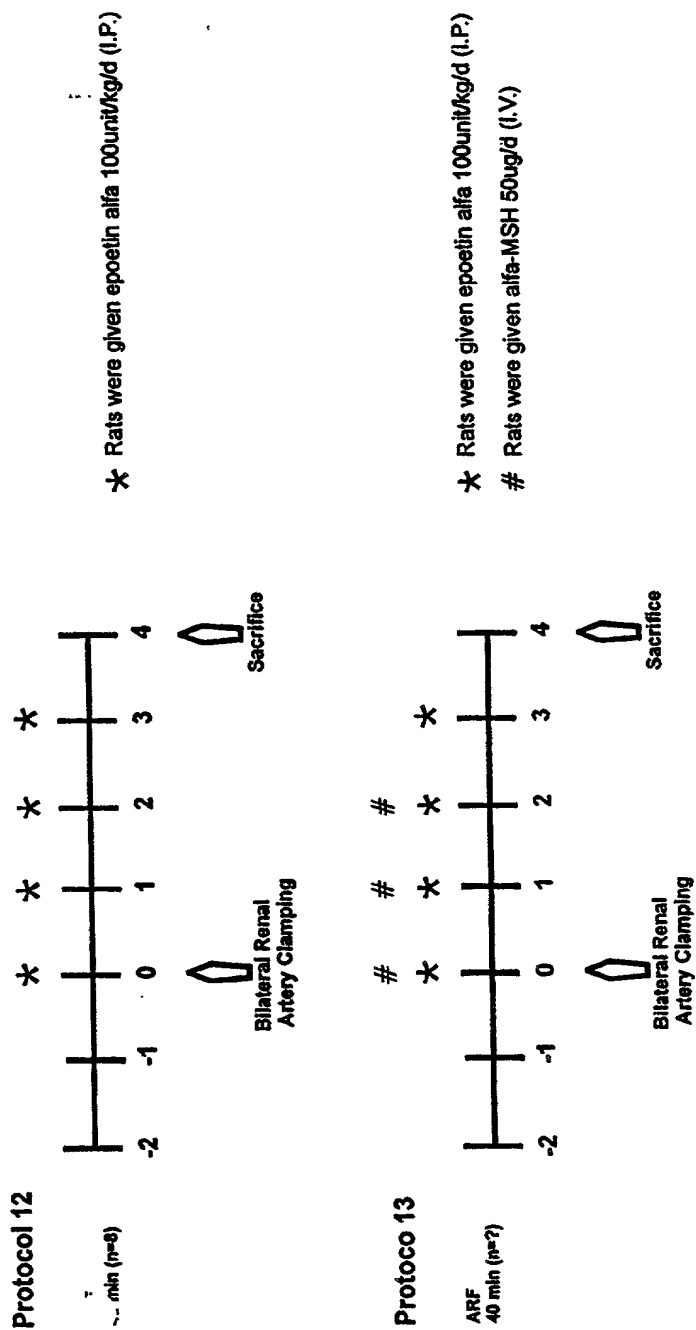 Protocol 12
min (n=8)
* * * *
-2 -1 0 1 2 3 4
Bilateral Renal
Artery Clamping
Sacrifice
* Rats were given epoetin alfa 100unit/kg/d (I.P.)
Protoco 13
ARF
40 min (n=?)
# # #
* * * *
-2 -1 0 1 2 3 4
Bilateral Renal
Artery Clamping
Sacrifice
* Rats were given epoetin alfa 100unit/kg/d (I.P.)
# Rats were given alfa-MSH 50ug/d (I.V.)